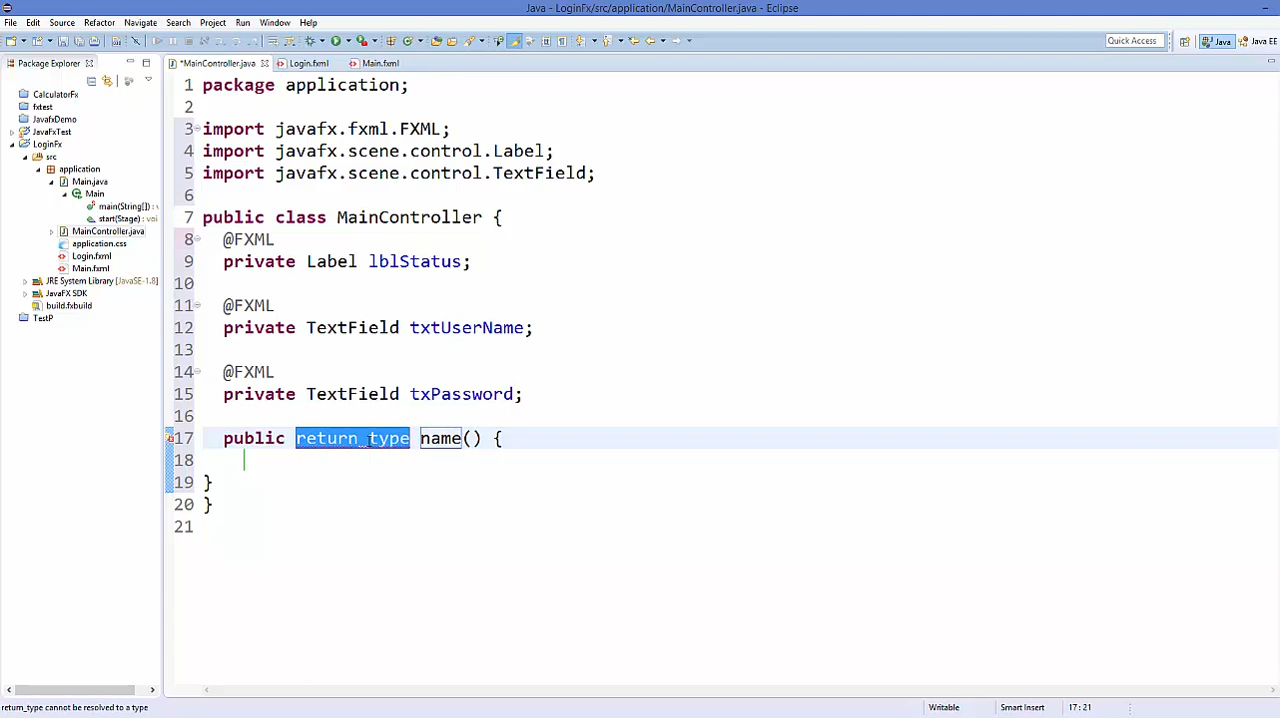 Java - LoginFx/src/application/MainController.java - Eclipse
File Edit Source Refactor Navigate Search Project Run Window Help
Quick Access Java Java EE
Package Explorer
*MainController.java Login.fxml Main.fxml
CalculatorFx
fxtest
JavafxDemo
JavaFxTest
LoginFx
src
application
Main.java
Main
main(String[]) : v
start(Stage) : voi
MainController.java
application.css
Login.fxml
Main.fxml
JRE System Library [JavaSE-1.8]
JavaFX SDK
build.fxbuild
TestP
1 package application;
2
3 import javafx.fxml.FXML;
4 import javafx.scene.control.Label;
5 import javafx.scene.control.TextField;
6
7 public class MainController {
8 @FXML
9 private Label lblStatus;
10
11 @FXML
12 private TextField txtUserName;
13
14 @FXML
15 private TextField txPassword;
16
17 public return_type name() {
18
19 }
20 }
21
return_type cannot be resolved to a type Writable Smart Insert 17 : 21